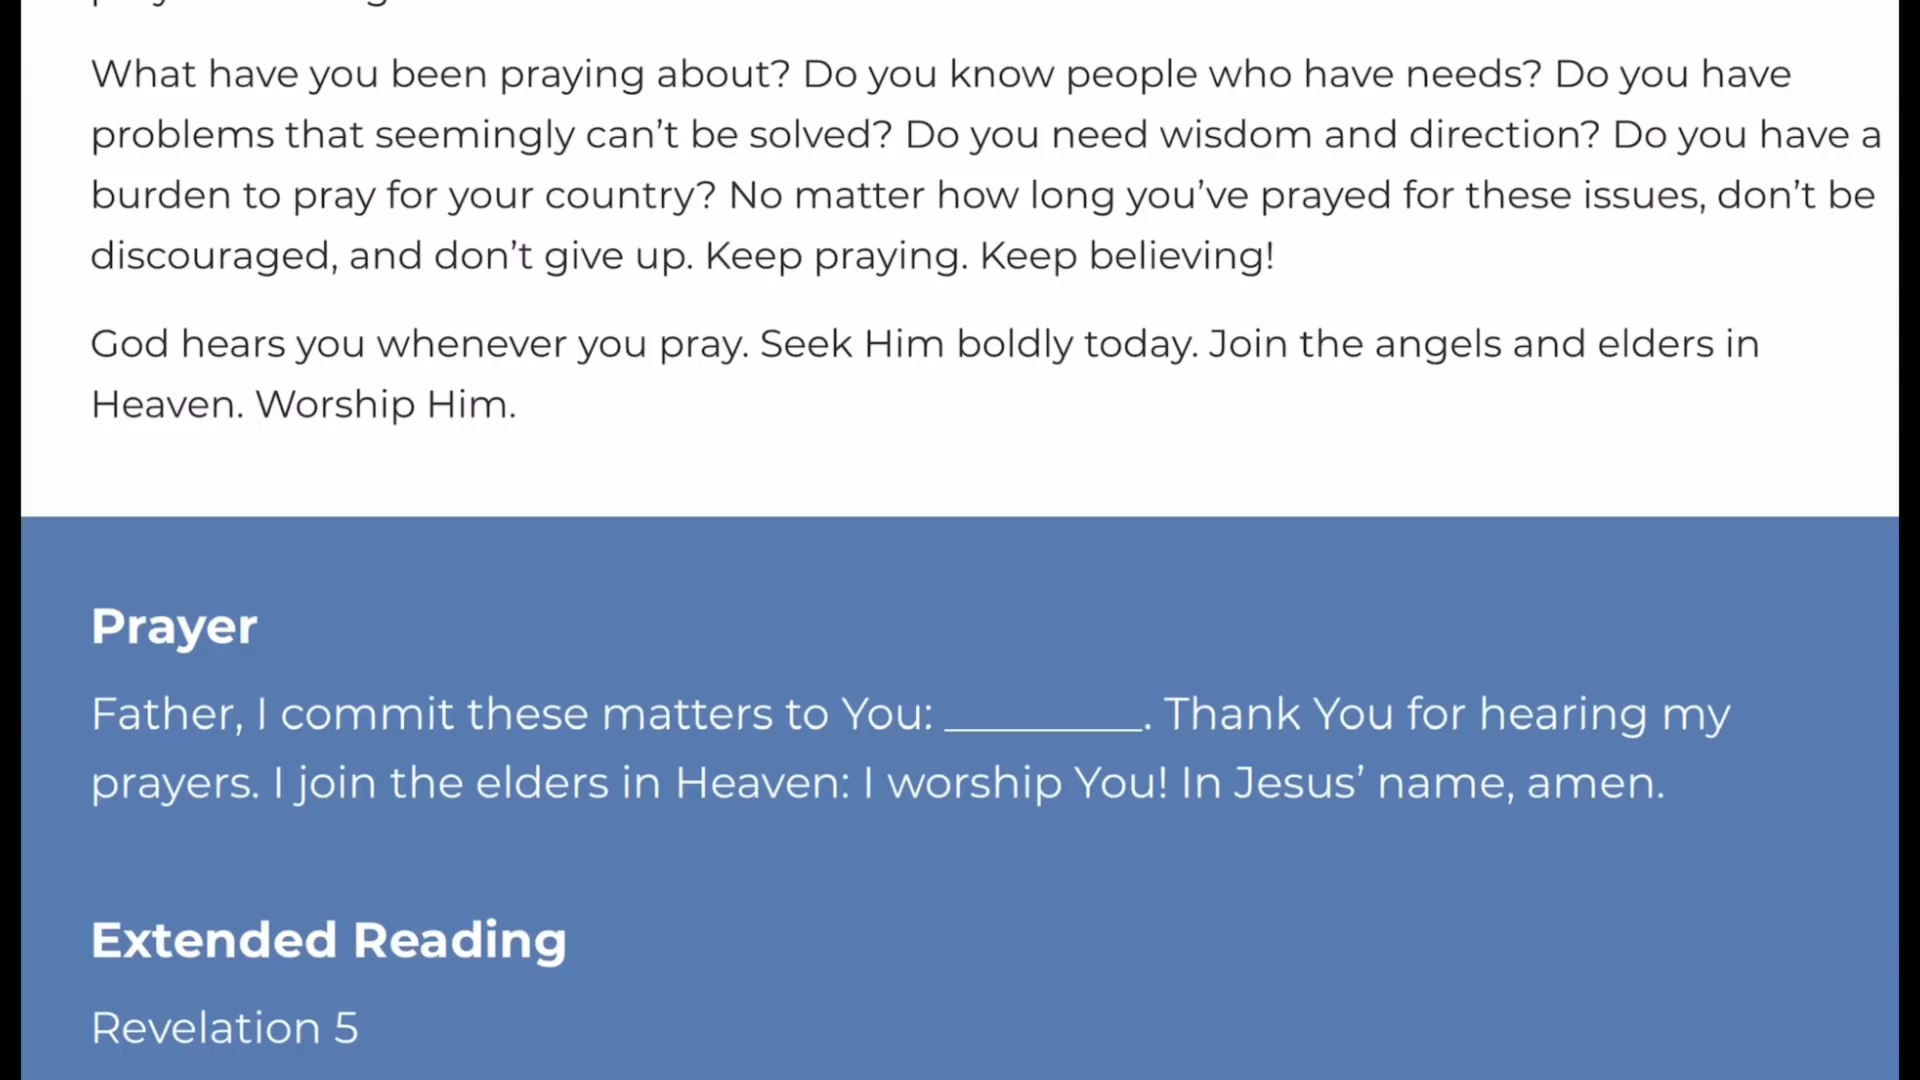 What have you been praying about? Do you know people who have needs? Do you have
problems that seemingly can’t be solved? Do you need wisdom and direction? Do you have a
burden to pray for your country? No matter how long you’ve prayed for these issues, don’t be
discouraged, and don’t give up. Keep praying. Keep believing!
God hears you whenever you pray. Seek Him boldly today. Join the angels and elders in
Heaven. Worship Him.
Prayer
Father, I commit these matters to You: _________. Thank You for hearing my
prayers. I join the elders in Heaven: I worship You! In Jesus’ name, amen.
Extended Reading
Revelation 5